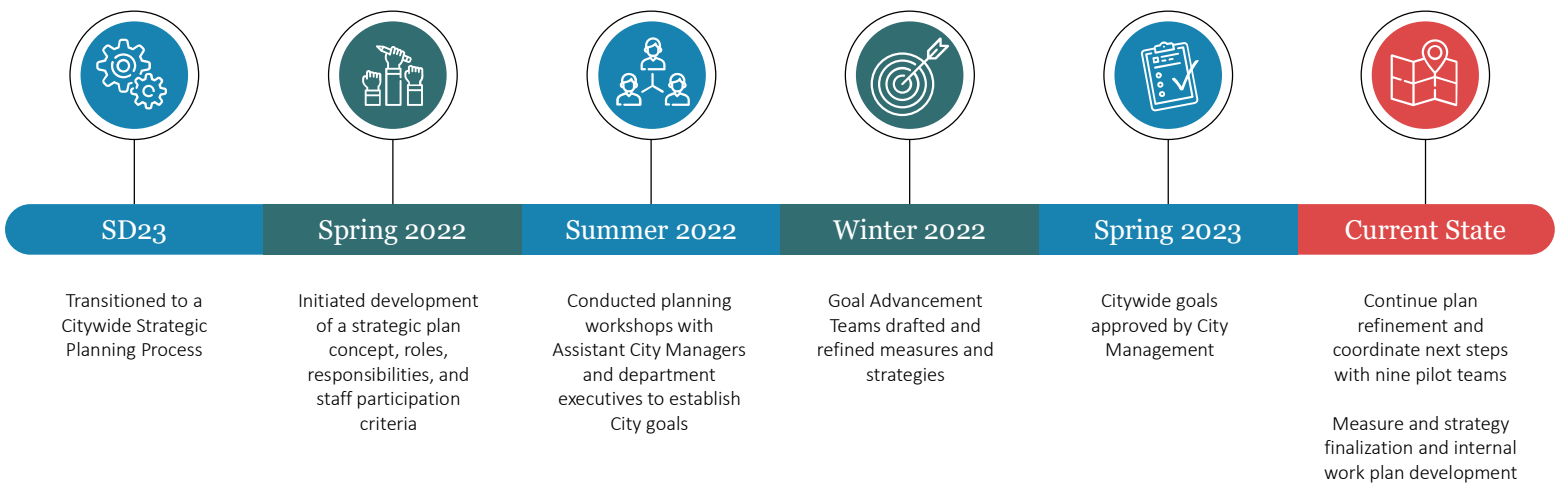 SD23
Spring 2022
Summer 2022
Winter 2022
Spring 2023
Current State
Transitioned to a
Citywide Strategic
Planning Process
Initiated development
of a strategic plan
concept, roles,
responsibilities, and
staff participation
criteria
Conducted planning
workshops with
Assistant City Managers
and department
executives to establish
City goals
Goal Advancement
Teams drafted and
refined measures and
strategies
Citywide goals
approved by City
Management
Continue plan
refinement and
coordinate next steps
with nine pilot teams
Measure and strategy
finalization and internal
work plan development